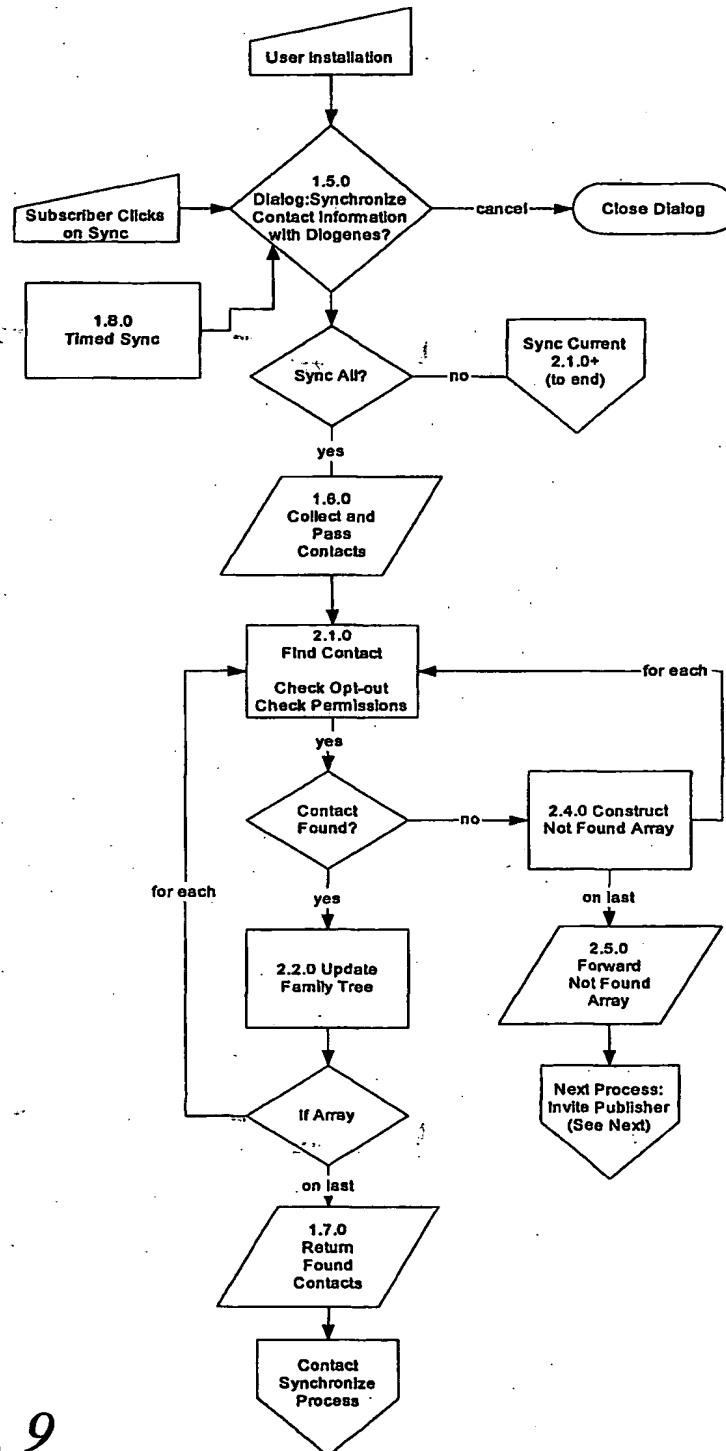 User Installation
1.5.0
Dialog:Synchronize
Contact Information
with Diogenes?
cancel
Close Dialog
Subscriber Clicks
on Sync
1.8.0
Timed Sync
Sync All?
no
Sync Current
2.1.0+
(to end)
yes
1.6.0
Collect and
Pass
Contacts
2.1.0
Find Contact
Check Opt-out
Check Permissions
for each
yes
Contact
Found?
no
2.4.0 Construct
Not Found Array
for each
yes
on last
2.2.0 Update
Family Tree
2.5.0
Forward
Not Found
Array
If Array
Next Process:
Invite Publisher
(See Next)
on last
1.7.0
Return
Found
Contacts
Contact
Synchronize
Process
9